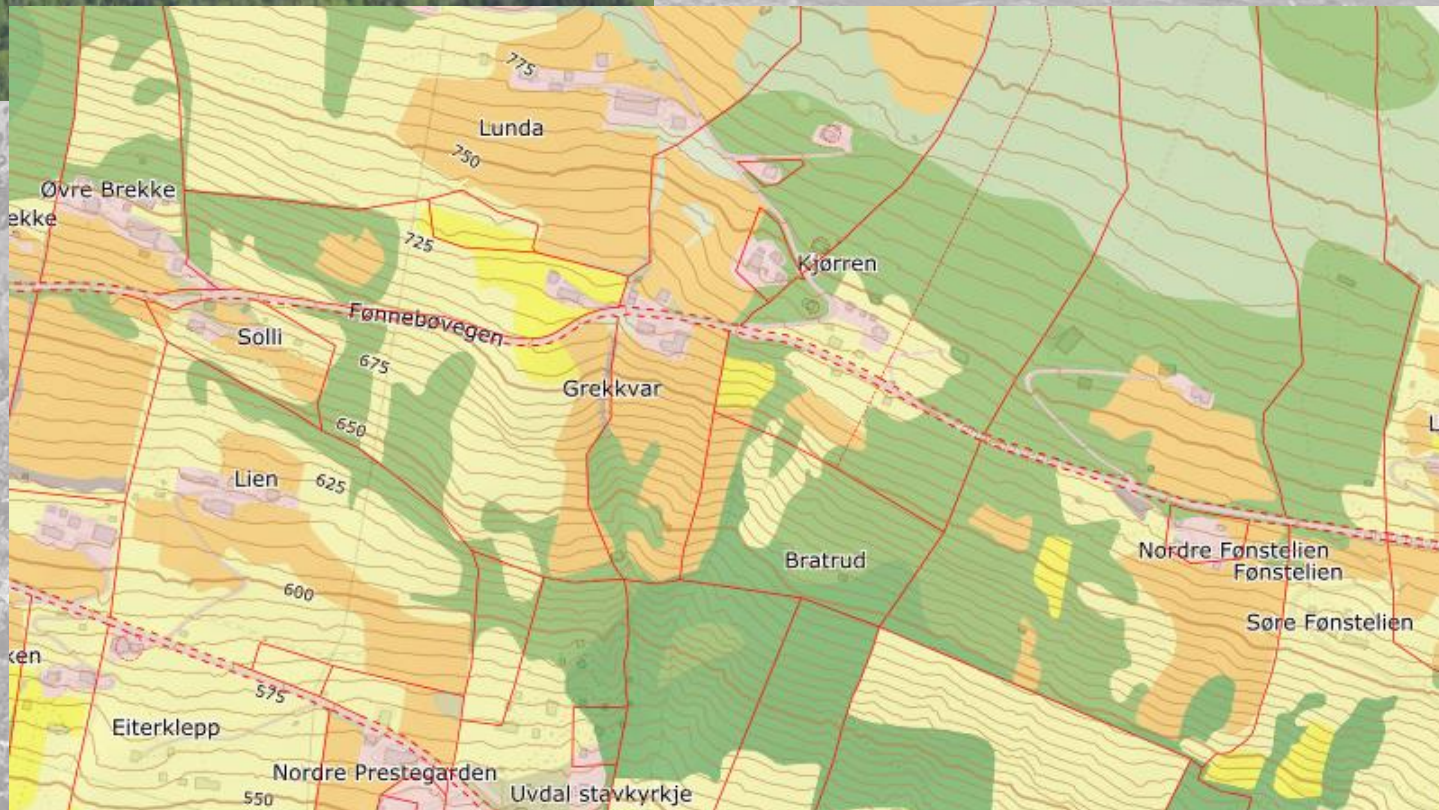 775
Lunda
750
Øvre Brekke
ekke
725
Kjørren
Fønnebøvegen
Solli
675
Grekkvar
650
Lien
625
Nordre Fønstelien
Bratrud
Fønstelien
600
Søre Fønstelien
ken
575
Eiterklepp
Nordre Prestegarden
Uvdal stavkyrkje
550
L